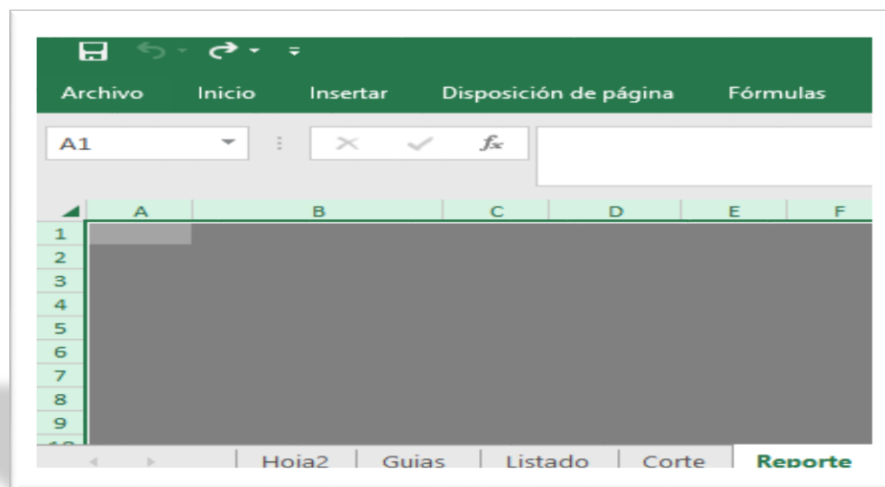 Archivo Inicio Insertar Disposición de página Fórmulas
A1 fx
A B C D E F
1
2
3
4
5
6
7
8
9
Hoja2 Guias Listado Corte Reporte